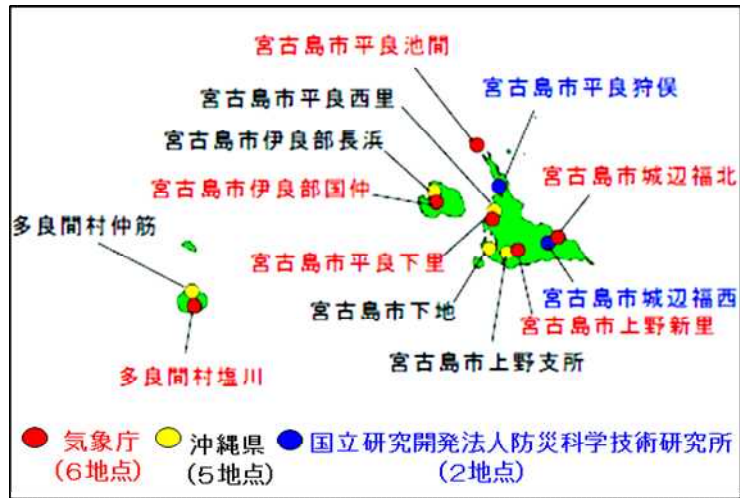 宮古島市平良池間
宮古島市平良西里
宮古島市平良狩俣
宮古島市伊良部長浜
宮古島市城辺福北
宮古島市伊良部国仲
多良間村仲筋
宮古島市平良下里
宮古島市下地
宮古島市城辺福西
宮古島市上野新里
宮古島市上野支所
多良間村塩川
気象庁
(6地点)
沖縄県
(5地点)
国立研究開発法人防災科学技術研究所
(2地点)